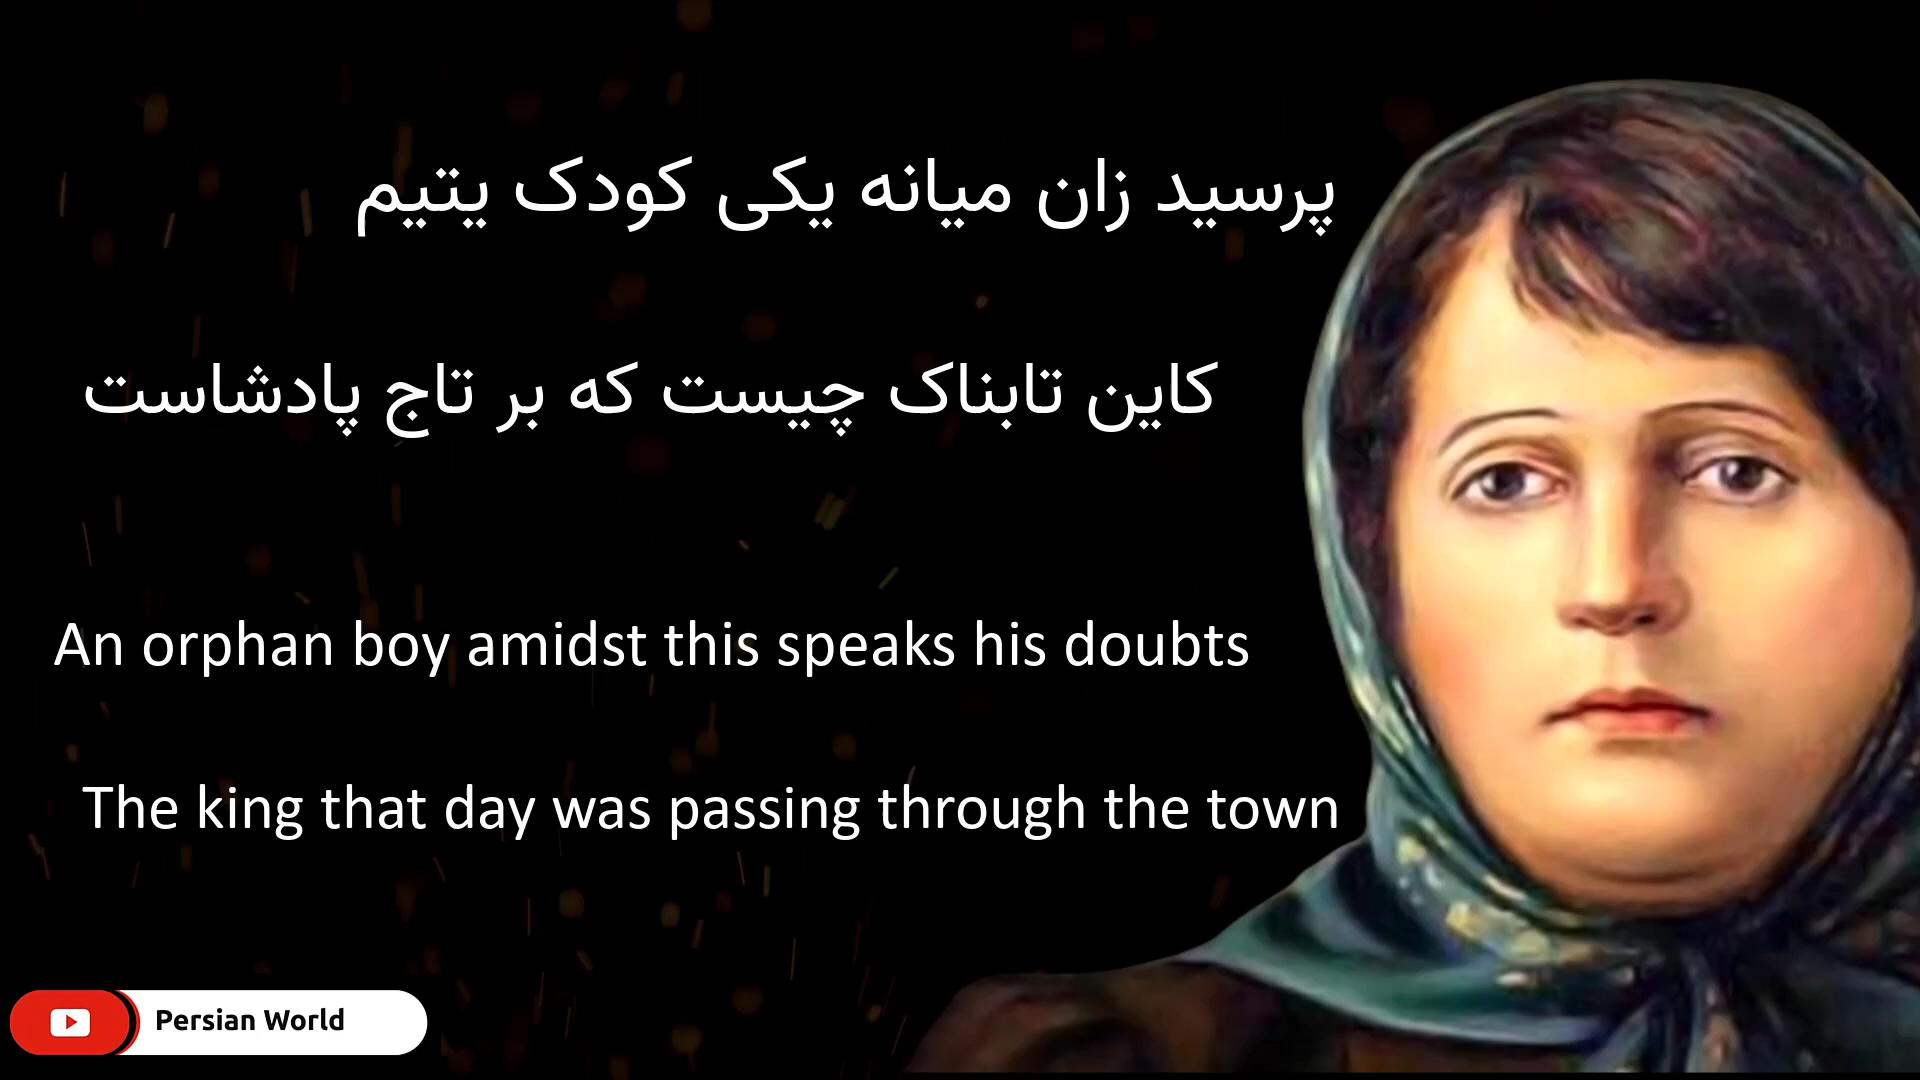 پرسید زان میانه یکی کودک یتیم
کاین تابناک چیست که بر تاج پادشاست
An orphan boy amidst this speaks his doubts
The king that day was passing through the town
Persian World